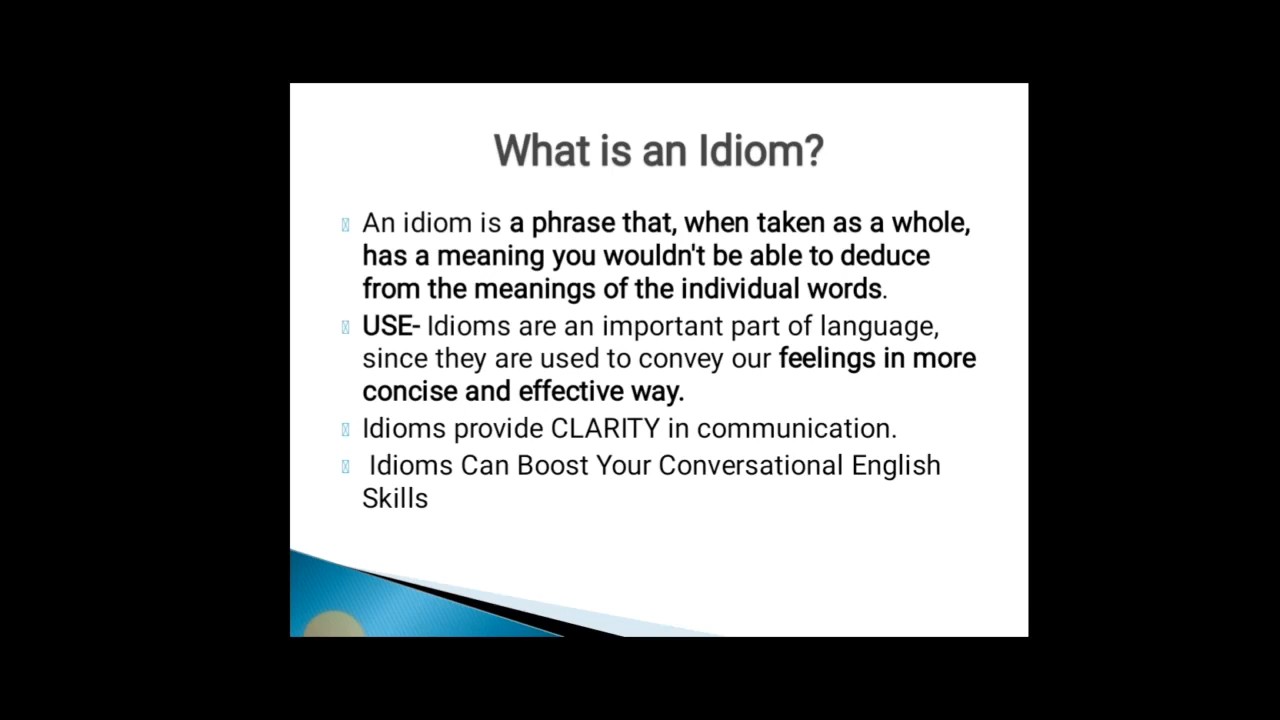 What is an Idiom?
An idiom is a phrase that, when taken as a whole,
has a meaning you wouldn't be able to deduce
from the meanings of the individual words.
USE- Idioms are an important part of language,
since they are used to convey our feelings in more
concise and effective way.
Idioms provide CLARITY in communication.
Idioms Can Boost Your Conversational English
Skills